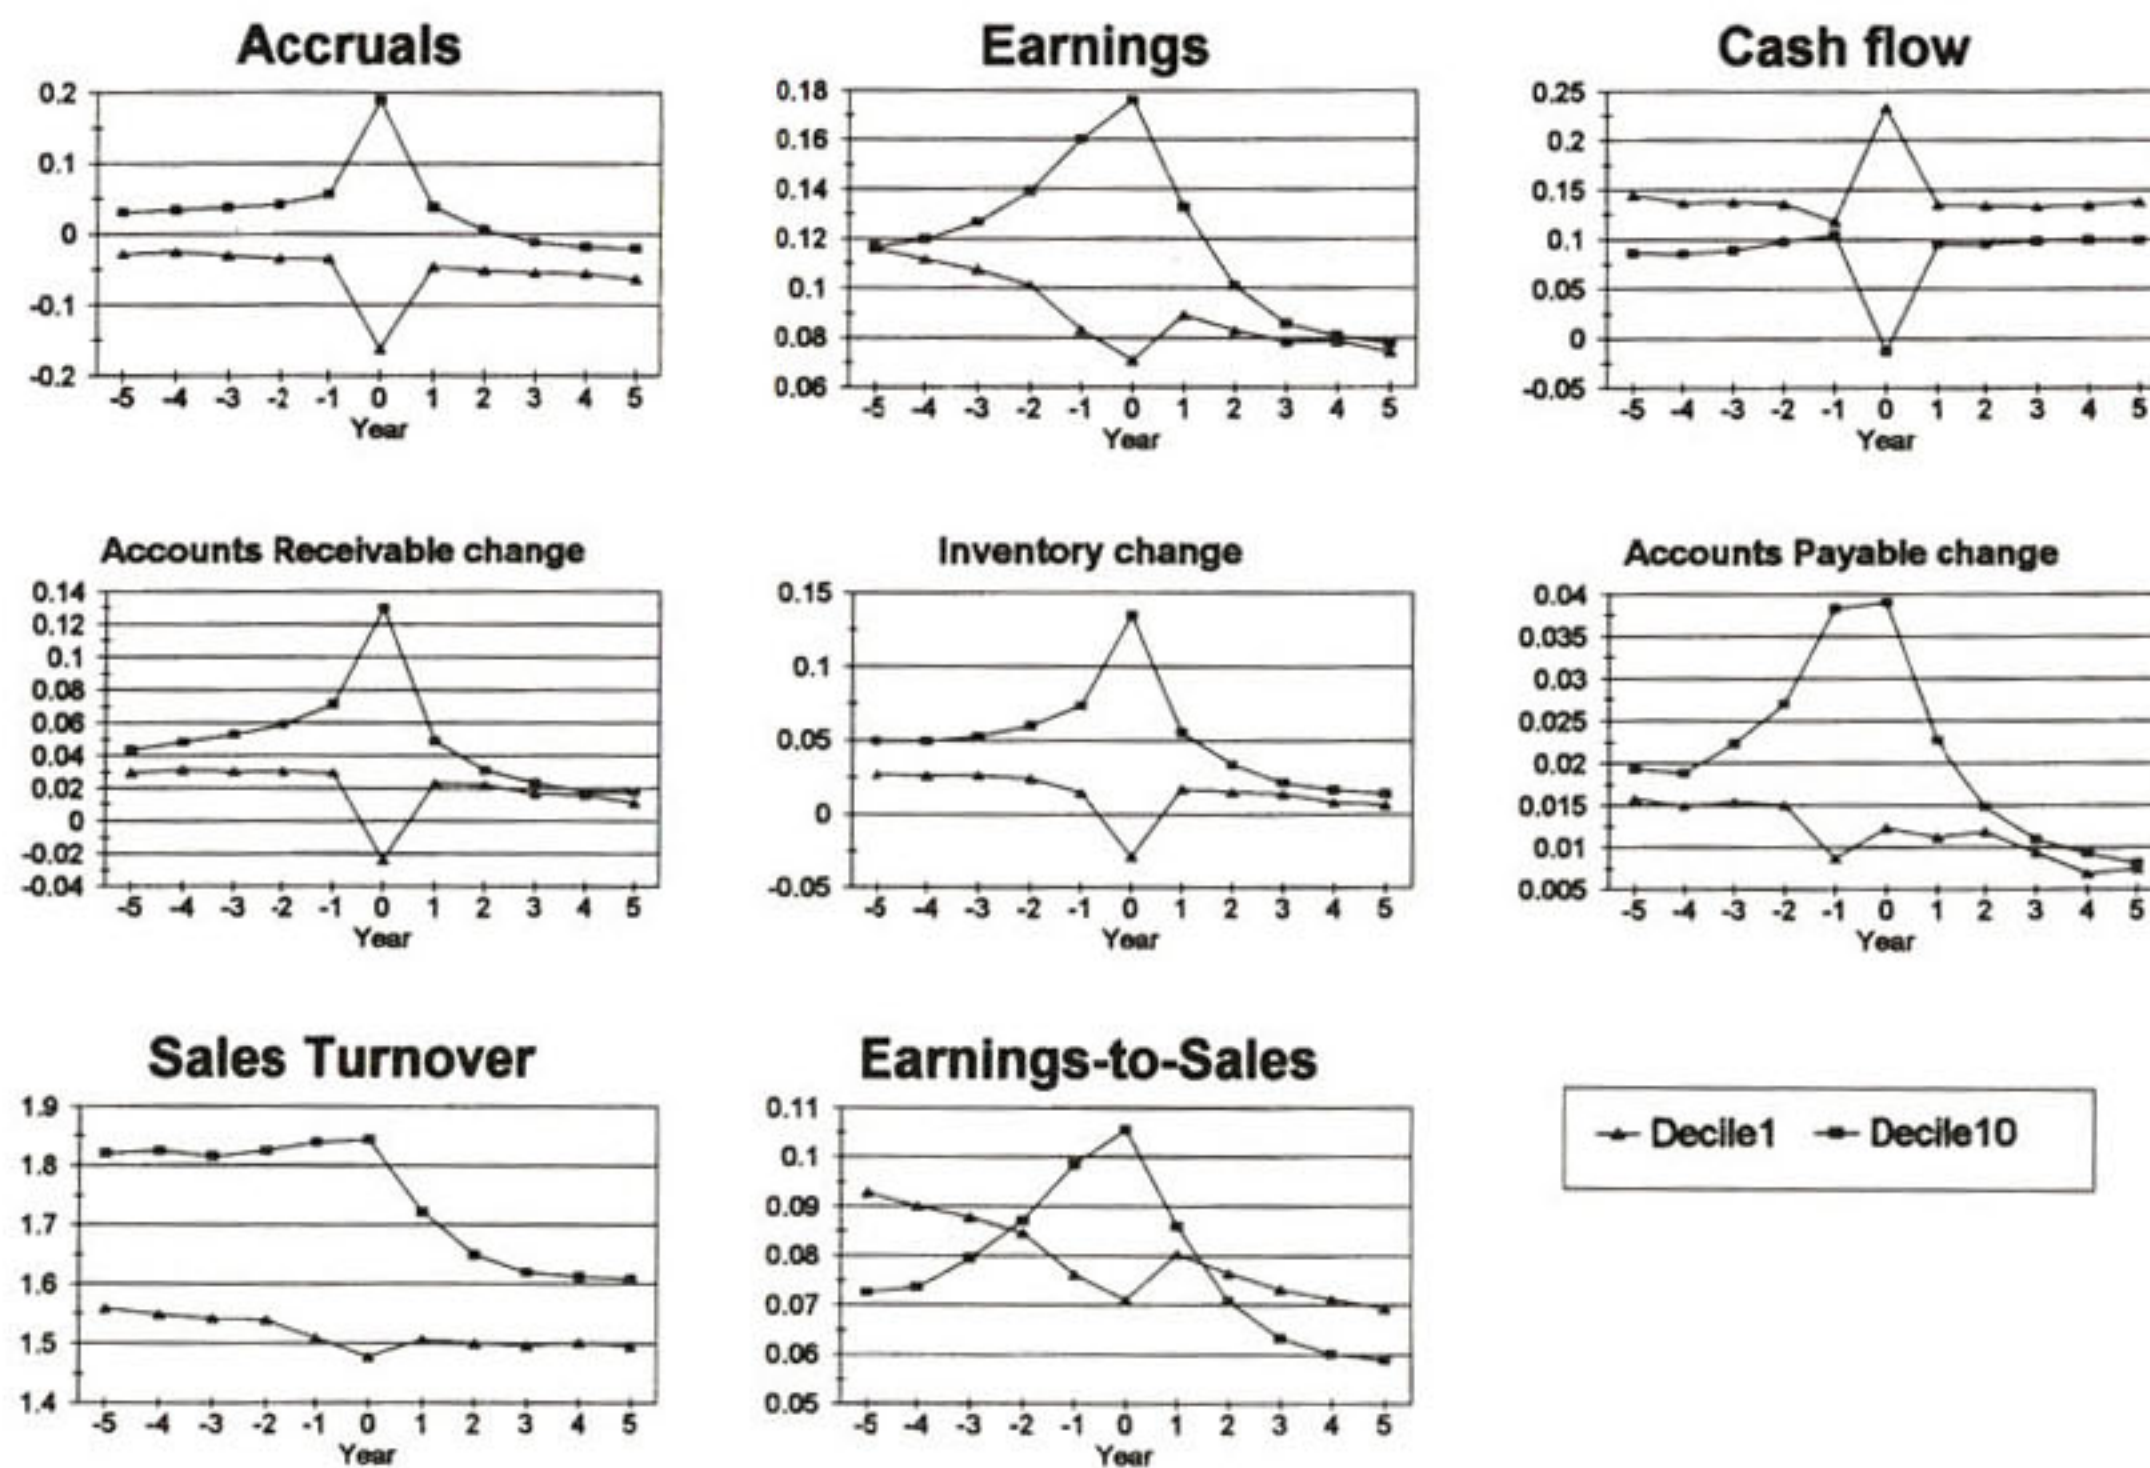 Accruals
0.2
0.1
0
-0.1
-0.2
-5 -4 -3 -2 -1 0 1 2 3 4 5
Year
Earnings
0.18
0.16
0.14
0.12
0.1
0.08
0.06
-5 -4 -3 -2 -1 0 1 2 3 4 5
Year
Cash flow
0.25
0.2
0.15
0.1
0.05
0
-0.05
-5 -4 -3 -2 -1 0 1 2 3 4 5
Year
Accounts Receivable change
0.14
0.12
0.1
0.08
0.06
0.04
0.02
0
-0.02
-0.04
-5 -4 -3 -2 -1 0 1 2 3 4 5
Year
Inventory change
0.15
0.1
0.05
0
-0.05
-5 -4 -3 -2 -1 0 1 2 3 4 5
Year
Accounts Payable change
0.04
0.035
0.03
0.025
0.02
0.015
0.01
0.005
-5 -4 -3 -2 -1 0 1 2 3 4 5
Year
Sales Turnover
1.9
1.8
1.7
1.6
1.5
1.4
-5 -4 -3 -2 -1 0 1 2 3 4 5
Year
Earnings-to-Sales
0.11
0.1
0.09
0.08
0.07
0.06
0.05
-5 -4 -3 -2 -1 0 1 2 3 4 5
Year
Decile1 Decile10